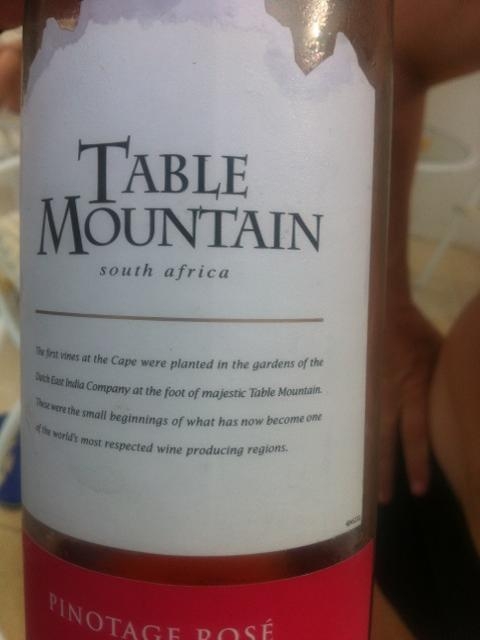 TABLE
MOUNTAIN
south africa
The first vines at the Cape were planted in the gardens of the
Dutch East India Company at the foot of majestic Table Mountain.
These were the small beginnings of what has now become one
of the world's most respected wine producing regions.
PINOTAGE ROSÉ